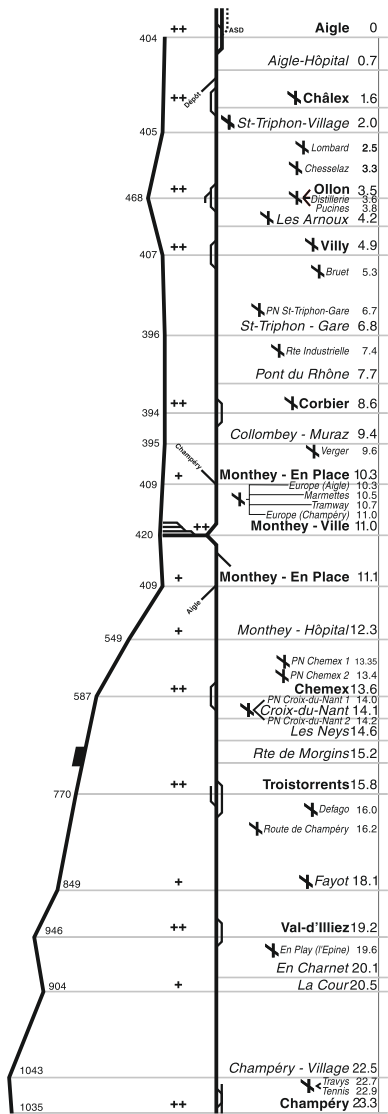 ++ ASD Aigle 0
404
Aigle-Hôpital 0.7
Dépôt
++ Châlex 1.6
St-Triphon-Village 2.0
405
Lombard 2.5
Chesselaz 3.3
++ Ollon 3.5
468 Distillerie 3.6
Pucines 3.8
Les Arnoux 4.2
++ Villy 4.9
407
Bruet 5.3
PN St-Triphon-Gare 6.7
St-Triphon - Gare 6.8
396
Rte Industrielle 7.4
Pont du Rhône 7.7
++ Corbier 8.6
394
Collombey - Muraz 9.4
395
Verger 9.6
Champéry
+ Monthey - En Place 10.3
409 Europe (Aigle) 10.3
Marmettes 10.5
Tramway 10.7
Europe (Champéry) 11.0
++ Monthey - Ville 11.0
420
+ Monthey - En Place 11.1
409
Aigle
+ Monthey - Hôpital 12.3
549
PN Chemex 1 13.35
PN Chemex 2 13.4
++ Chemex 13.6
587
PN Croix-du-Nant 1 14.0
Croix-du-Nant 14.1
PN Croix-du-Nant 2 14.2
Les Neys 14.6
Rte de Morgins 15.2
++ Troistorrents 15.8
770
Defago 16.0
Route de Champéry 16.2
+ Fayot 18.1
849
++ Val-d'Illiez 19.2
946
En Play (l'Epine) 19.6
En Charnet 20.1
+ La Cour 20.5
904
Champéry - Village 22.5
1043
Travys 22.7
Tennis 22.9
++ Champéry 23.3
1035